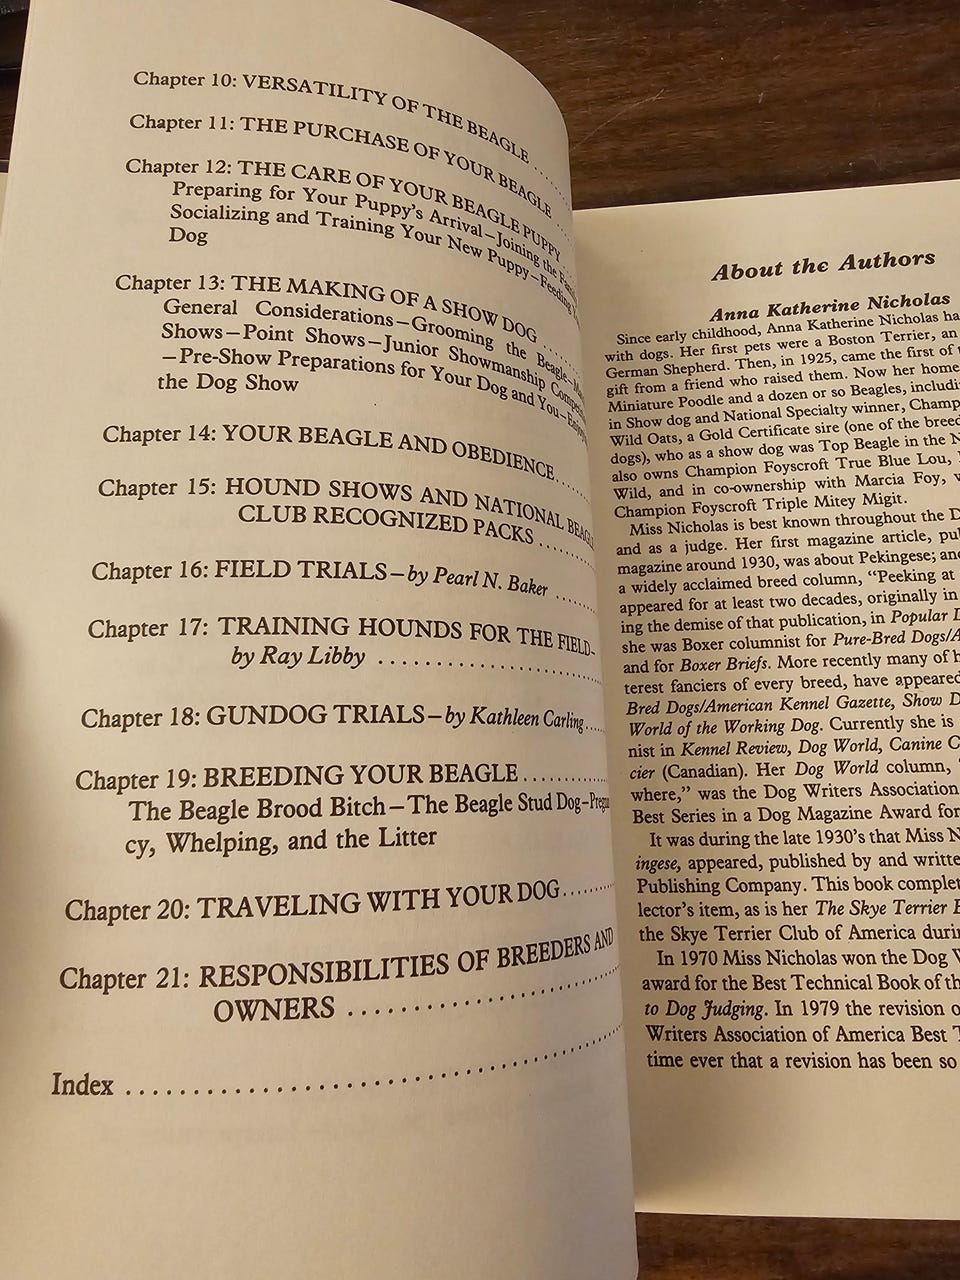 Chapter 10: VERSATILITY OF THE BEAGLE .....
Chapter 11: THE PURCHASE OF YOUR BEAGLE
Chapter 12: THE CARE OF YOUR BEAGLE PUPPY
Preparing for Your Puppy's Arrival—Joining the
Socializing and Training Your New Puppy—Feeding
Dog
Chapter 13: THE MAKING OF A SHOW DOG .....
General Considerations—Grooming the Beagle—
Shows—Point Shows—Junior Showmanship
—Pre-Show Preparations for Your Dog and You—
the Dog Show
Chapter 14: YOUR BEAGLE AND OBEDIENCE.....
Chapter 15: HOUND SHOWS AND NATIONAL
CLUB RECOGNIZED PACKS .........
Chapter 16: FIELD TRIALS—by Pearl N. Baker ......
Chapter 17: TRAINING HOUNDS FOR THE FIELD—
by Ray Libby ..........................
Chapter 18: GUNDOG TRIALS—by Kathleen Carling....
Chapter 19: BREEDING YOUR BEAGLE ............
The Beagle Brood Bitch—The Beagle Stud Dog—
cy, Whelping, and the Litter
Chapter 20: TRAVELING WITH YOUR DOG.........
Chapter 21: RESPONSIBILITIES OF BREEDERS AND
OWNERS ..............................
Index ......................................................
About the Authors
Anna Katherine Nicholas
Since early childhood, Anna Katherine Nicholas
with dogs. Her first pets were a Boston Terrier, an
German Shepherd. Then, in 1925, came the first of
gift from a friend who raised them. Now her home
Miniature Poodle and a dozen or so Beagles,
in Show dog and National Specialty winner,
Wild Oats, a Gold Certificate sire (one of the
dogs), who as a show dog was Top Beagle in the
also owns Champion Foyscroft True Blue Lou,
Wild, and in co-ownership with Marcia Foy,
Champion Foyscroft Triple Mitey Migit.
Miss Nicholas is best known throughout the
and as a judge. Her first magazine article,
magazine around 1930, was about Pekingese;
a widely acclaimed breed column, "Peeking at
appeared for at least two decades, originally in
ing the demise of that publication, in Popular
she was Boxer columnist for Pure-Bred Dogs/
and for Boxer Briefs. More recently many of
terest fanciers of every breed, have appeared
Bred Dogs/American Kennel Gazette, Show
World of the Working Dog. Currently she is
nist in Kennel Review, Dog World, Canine
cier (Canadian). Her Dog World column,
where," was the Dog Writers Association
Best Series in a Dog Magazine Award for
It was during the late 1930's that Miss
ingese, appeared, published by and
Publishing Company. This book
lector's item, as is her The Skye Terrier
the Skye Terrier Club of America
In 1970 Miss Nicholas won the Dog
award for the Best Technical Book of
to Dog Judging. In 1979 the revision
Writers Association of America Best
time ever that a revision has been so